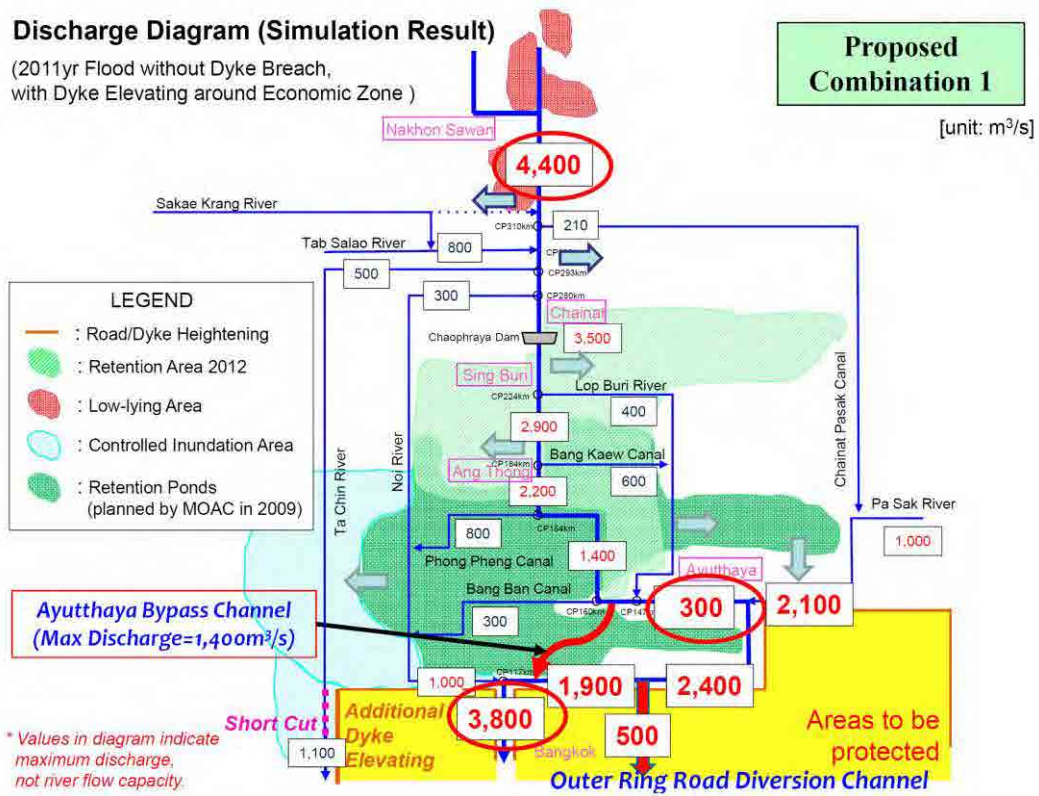 Discharge Diagram (Simulation Result)
(2011yr Flood without Dyke Breach,
with Dyke Elevating around Economic Zone )
Proposed
Combination 1
[unit: m³/s]
Nakhon Sawan
4,400
Sakae Krang River
CP310km
210
Tab Salao River
800
500
CP293km
300
CP280km
LEGEND
: Road/Dyke Heightening
: Retention Area 2012
: Low-lying Area
: Controlled Inundation Area
: Retention Ponds
(planned by MOAC in 2009)
Chainat
Chaophraya Dam
3,500
Sing Buri
Lop Buri River
CP224km
400
2,900
Bang Kaew Canal
CP184km
Ang Thong
600
2,200
Chainat Pasak Canal
Noi River
Ta Chin River
Pa Sak River
1,000
800
CP164km
Phong Pheng Canal
1,400
Bang Ban Canal
Ayutthaya
CP160km
300
2,100
300
Ayutthaya Bypass Channel
(Max Discharge=1,400m³/s)
1,000
1,900
2,400
3,800
500
Short Cut
1,100
Additional
Dyke
Elevating
Bangkok
Areas to be
protected
Outer Ring Road Diversion Channel
* Values in diagram indicate
maximum discharge,
not river flow capacity.